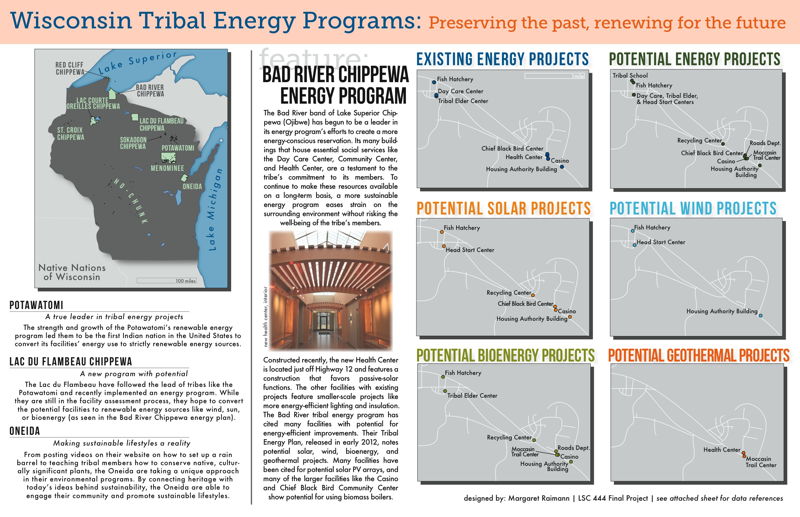 Wisconsin Tribal Energy Programs: Preserving the past, renewing for the future
Lake Superior
RED CLIFF
CHIPPEWA
BAD RIVER
CHIPPEWA
LAC COURTE
OREILLES CHIPPEWA
LAC DU FLAMBEAU
CHIPPEWA
ST. CROIX
CHIPPEWA
SOKAOGON
CHIPPEWA
POTAWATOMI
MENOMINEE
ONEIDA
HO-CHUNK
Lake Michigan
Native Nations
of Wisconsin
100 miles
POTAWATOMI
A true leader in tribal energy projects
The strength and growth of the Potawatomi's renewable energy
program led them to be the first Indian nation in the United States to
convert its facilities' energy use to strictly renewable energy sources.
LAC DU FLAMBEAU CHIPPEWA
A new program with potential
The Lac du Flambeau have followed the lead of tribes like the
Potawatomi and recently implemented an energy program. While
they are still in the facility assessment process, they hope to convert
the potential facilities to renewable energy sources like wind, sun,
or bioenergy (as seen in the Bad River Chippewa energy plan).
ONEIDA
Making sustainable lifestyles a reality
From posting videos on their website on how to set up a rain
barrel to teaching tribal members how to conserve native, cultur-
ally significant plants, the Oneida are taking a unique approach
in their environmental programs. By connecting heritage with
today's ideas behind sustainability, the Oneida are able to
engage their community and promote sustainable lifestyles.
feature:
BAD RIVER CHIPPEWA
ENERGY PROGRAM
The Bad River band of Lake Superior Chip-
pewa (Ojibwe) has begun to be a leader in
its energy program's efforts to create a more
energy-conscious reservation. Its many build-
ings that house essential social services like
the Day Care Center, Community Center,
and Health Center, are a testament to the
tribe's commitment to its members. To
continue to make these resources available
on a long-term basis, a more sustainable
energy program eases strain on the
surrounding environment without risking the
well-being of the tribe's members.
new health center, interior
Constructed recently, the new Health Center
is located just off Highway 12 and features a
construction that favors passive-solar
functions. The other facilities with existing
projects feature smaller-scale projects like
more energy-efficient lighting and insulation.
The Bad River tribal energy program has
cited many facilities with potential for
energy-efficient improvements. Their Tribal
Energy Plan, released in early 2012, notes
potential solar, wind, bioenergy, and
geothermal projects. Many facilities have
been cited for potential solar PV arrays, and
many of the larger facilities like the Casino
and Chief Black Bird Community Center
show potential for using biomass boilers.
EXISTING ENERGY PROJECTS
Fish Hatchery
Day Care Center
Tribal Elder Center
Chief Black Bird Center
Health Center
Casino
Housing Authority Building
POTENTIAL ENERGY PROJECTS
Tribal School
Fish Hatchery
Day Care, Tribal Elder,
& Head Start Centers
Recycling Center
Roads Dept.
Chief Black Bird Center
Moccasin
Trail Center
Casino
Housing Authority
Building
POTENTIAL SOLAR PROJECTS
Fish Hatchery
Head Start Center
Recycling Center
Chief Black Bird Center
Casino
Housing Authority Building
POTENTIAL WIND PROJECTS
Fish Hatchery
Head Start Center
Housing Authority Building
POTENTIAL BIOENERGY PROJECTS
Fish Hatchery
Tribal Elder Center
Recycling Center
Moccasin
Trail Center
Roads Dept.
Casino
Housing Authority
Building
POTENTIAL GEOTHERMAL PROJECTS
Health Center
Moccasin
Trail Center
designed by: Margaret Raimann | LSC 444 Final Project | see attached sheet for data references